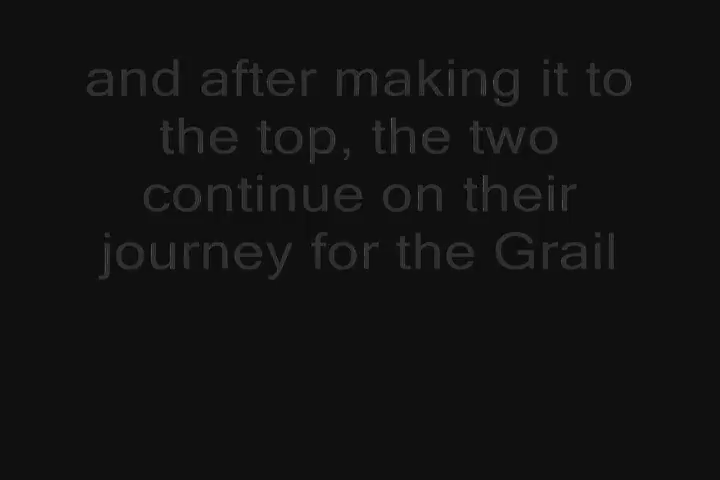 and after making it to
the top, the two
continue on their
journey for the Grail